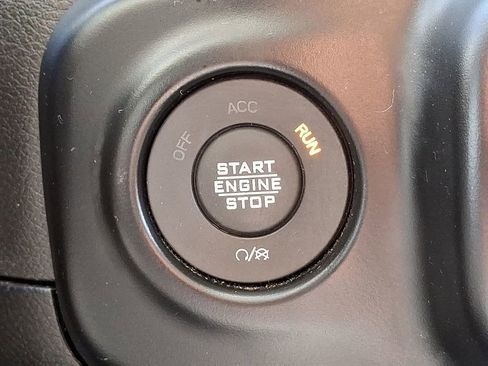 ACC
OFF
RUN
START
ENGINE
STOP